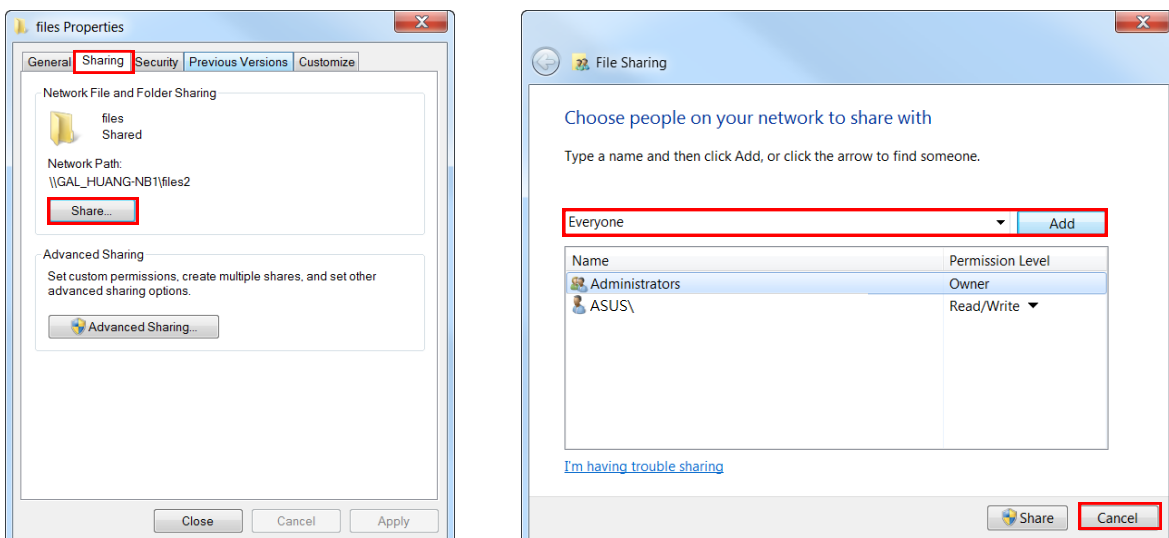 files Properties
General Sharing Security Previous Versions Customize
Network File and Folder Sharing
files
Shared
Network Path:
\\GAL_HUANG-NB1\files2
Share...
Advanced Sharing
Set custom permissions, create multiple shares, and set other
advanced sharing options.
Advanced Sharing...
Close Cancel Apply
File Sharing
Choose people on your network to share with
Type a name and then click Add, or click the arrow to find someone.
Everyone Add
Name Permission Level
Administrators Owner
ASUS\ Read/Write
I'm having trouble sharing
Share Cancel